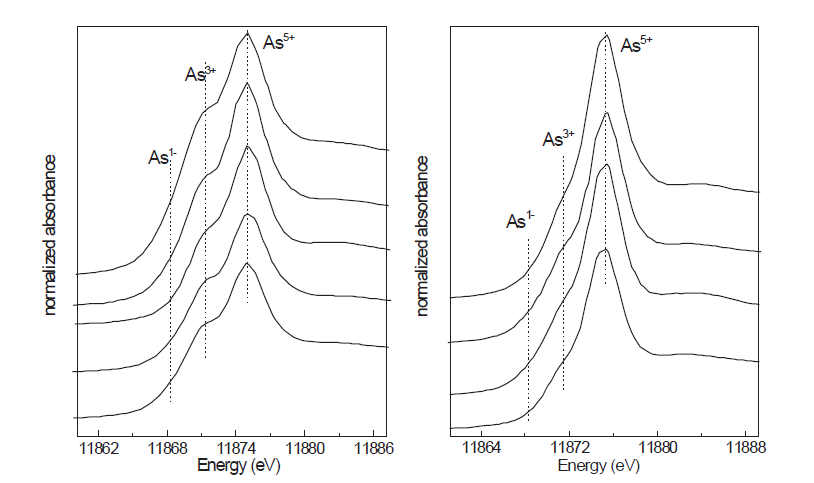 As5+
As3+
As1-
normalized absorbance
11862 11868 11874 11880 11886
Energy (eV)
As5+
As3+
As1-
normalized absorbance
11864 11872 11880 11888
Energy (eV)